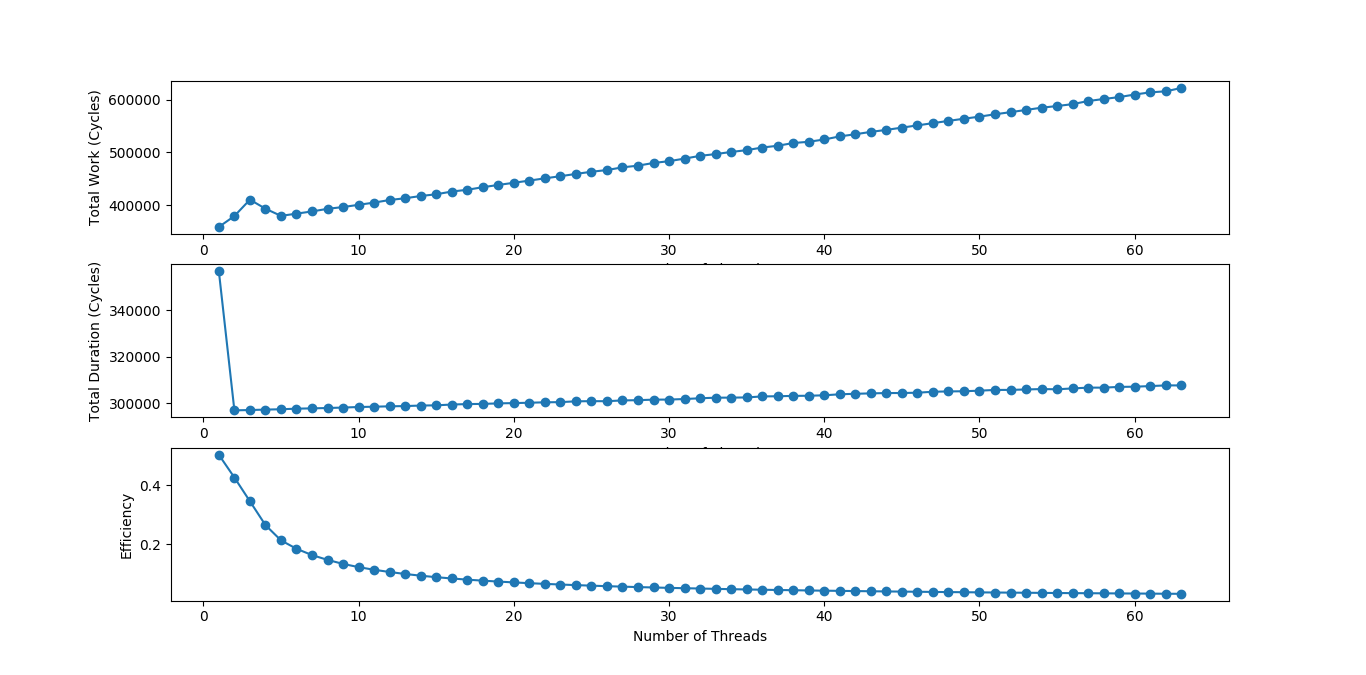 Total Work (Cycles)
600000
500000
400000
0 10 20 30 40 50 60
Total Duration (Cycles)
340000
320000
300000
0 10 20 30 40 50 60
Efficiency
0.4
0.2
0 10 20 30 40 50 60
Number of Threads